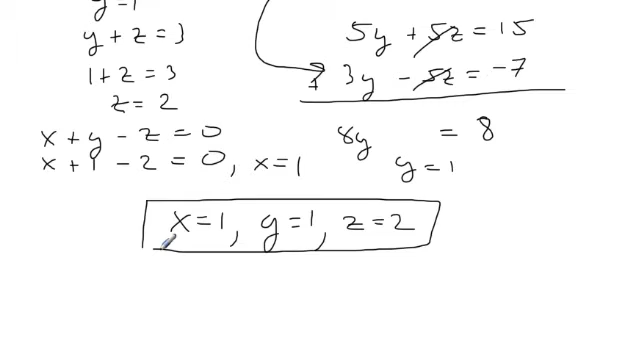 y = 1
y + z = 3
1 + z = 3
z = 2
x + y - z = 0
x + 1 - 2 = 0, x = 1
5y + 5z = 15
3y - 5z = -7
8y = 8
y = 1
x = 1, y = 1, z = 2